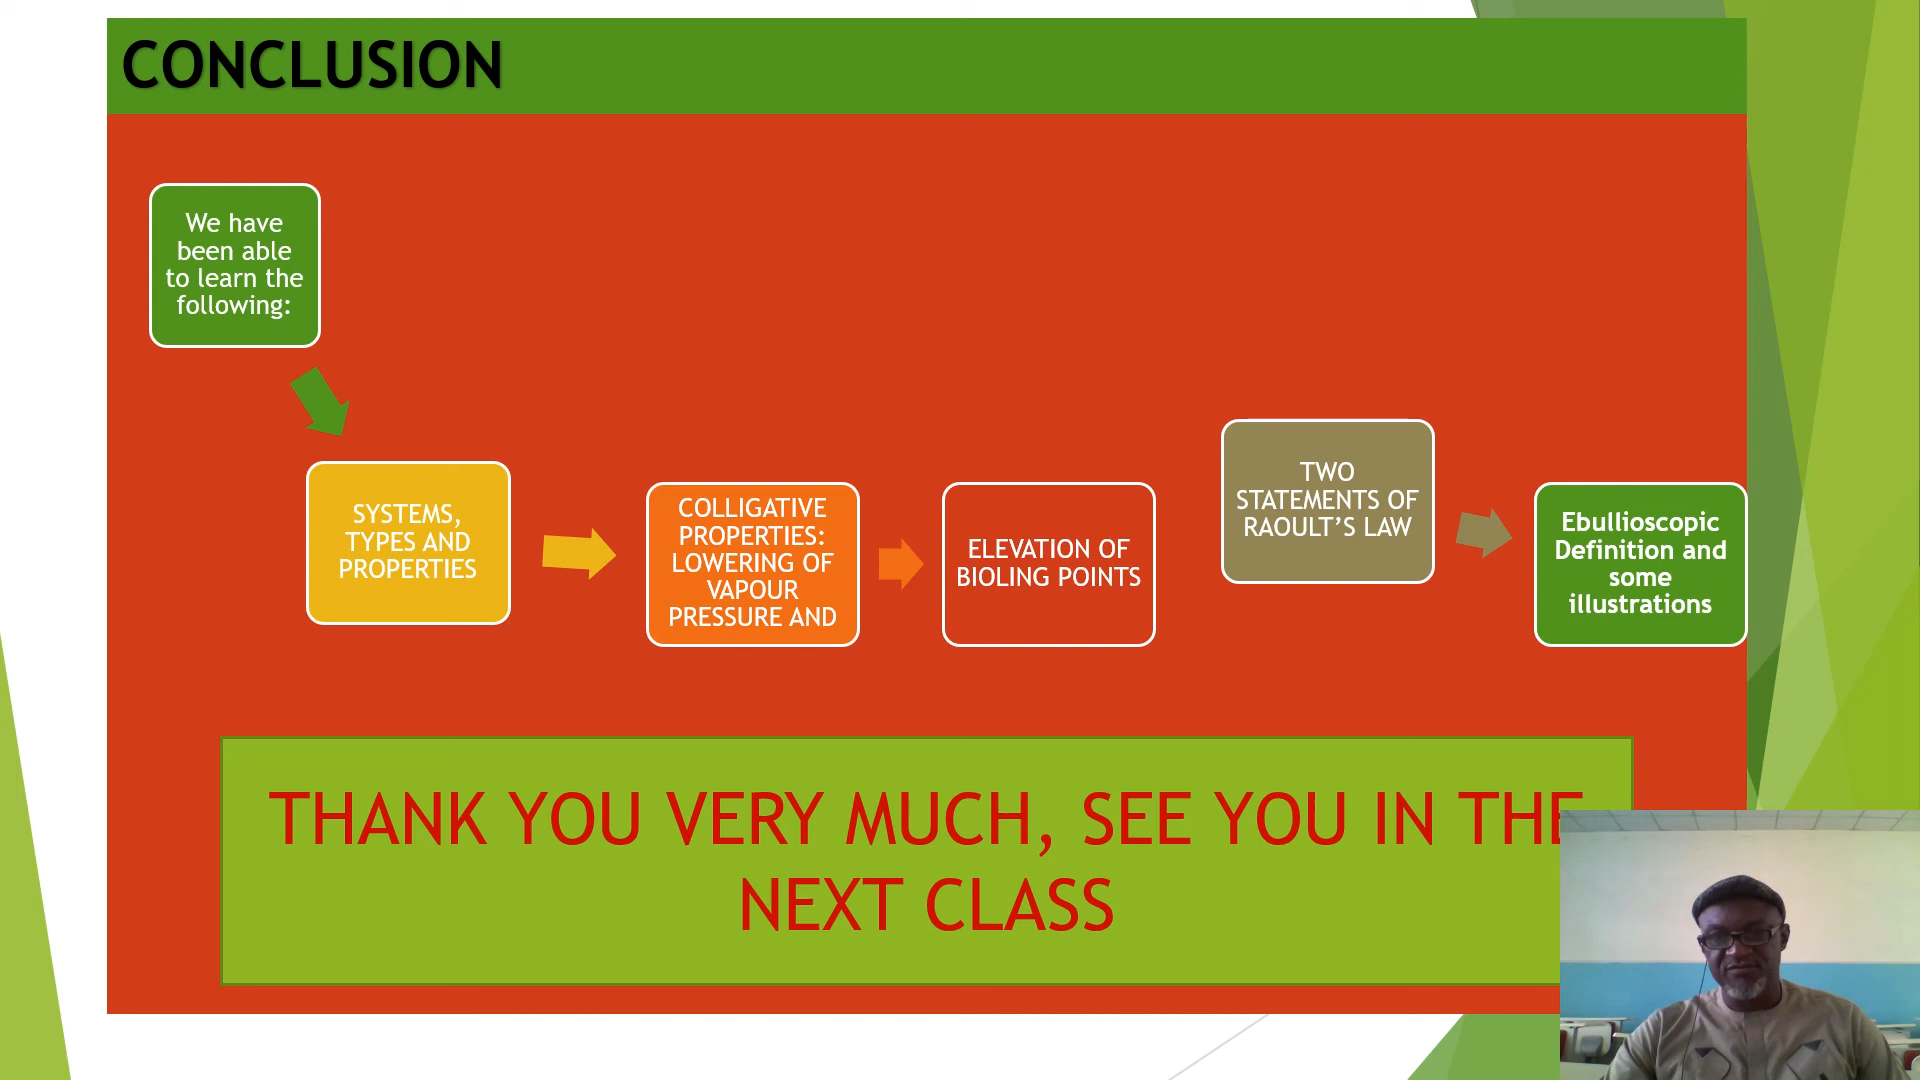 CONCLUSION
We have
been able
to learn the
following:
SYSTEMS,
TYPES AND
PROPERTIES
COLLIGATIVE
PROPERTIES:
LOWERING OF
VAPOUR
PRESSURE AND
ELEVATION OF
BIOLING POINTS
TWO
STATEMENTS OF
RAOULT’S LAW
Ebullioscopic
Definition and
some
illustrations
THANK YOU VERY MUCH, SEE YOU IN THE
NEXT CLASS